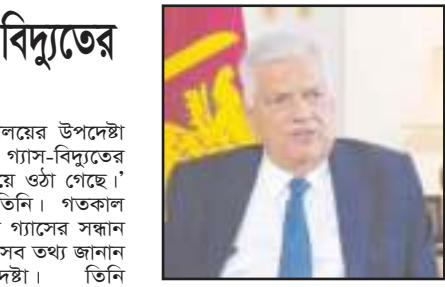 বিদ্যুতের
লয়ের উপদেষ্টা
গ্যাস-বিদ্যুতের
য়ে ওঠা গেছে।'
তিনি। গতকাল
গ্যাসের সন্ধান
সব তথ্য জানান
দেষ্টা। তিনি